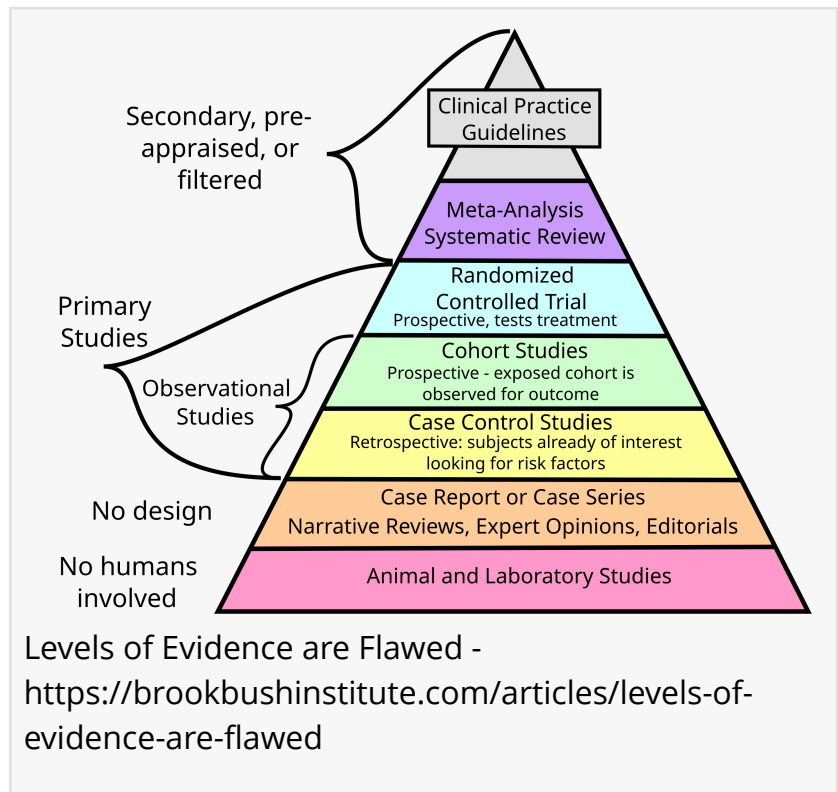 Clinical Practice
Guidelines
Secondary, pre-
appraised, or
filtered
Meta-Analysis
Systematic Review
Randomized
Controlled Trial
Prospective, tests treatment
Primary
Studies
Cohort Studies
Prospective - exposed cohort is
observed for outcome
Observational
Studies
Case Control Studies
Retrospective: subjects already of interest
looking for risk factors
No design
Case Report or Case Series
Narrative Reviews, Expert Opinions, Editorials
No humans
involved
Animal and Laboratory Studies
Levels of Evidence are Flawed -
https://brookbushinstitute.com/articles/levels-of-
evidence-are-flawed